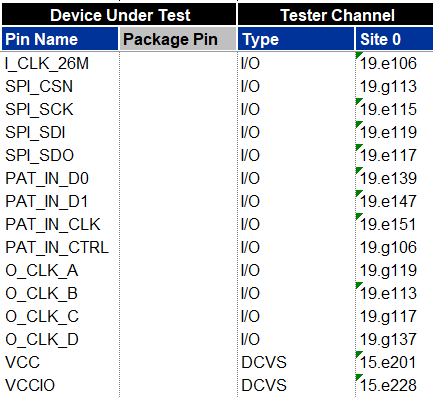 Device Under Test Tester Channel
Pin Name Package Pin Type Site 0
I_CLK_26M I/O 19.e106
SPI_CSN I/O 19.g113
SPI_SCK I/O 19.e115
SPI_SDI I/O 19.e119
SPI_SDO I/O 19.e117
PAT_IN_D0 I/O 19.e139
PAT_IN_D1 I/O 19.e147
PAT_IN_CLK I/O 19.e151
PAT_IN_CTRL I/O 19.g106
O_CLK_A I/O 19.g119
O_CLK_B I/O 19.e113
O_CLK_C I/O 19.g117
O_CLK_D I/O 19.g137
VCC DCVS 15.e201
VCCIO DCVS 15.e228